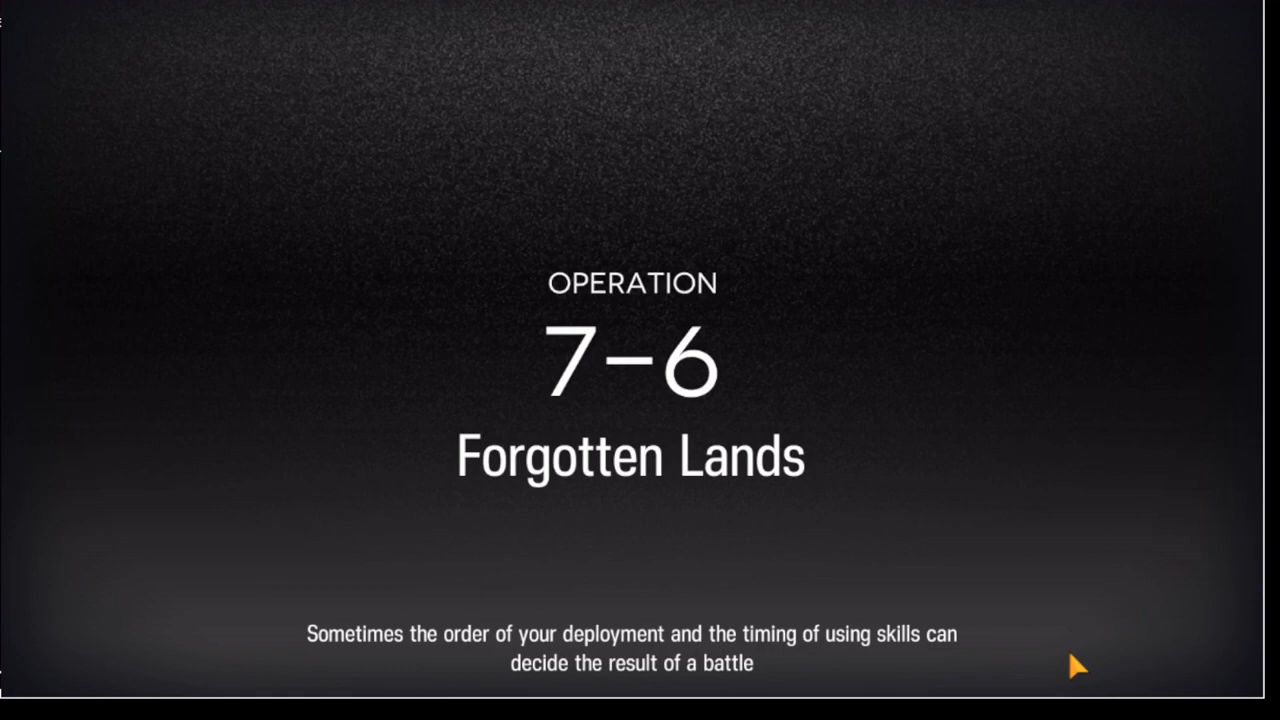 OPERATION
7-6
Forgotten Lands
Sometimes the order of your deployment and the timing of using skills can
decide the result of a battle